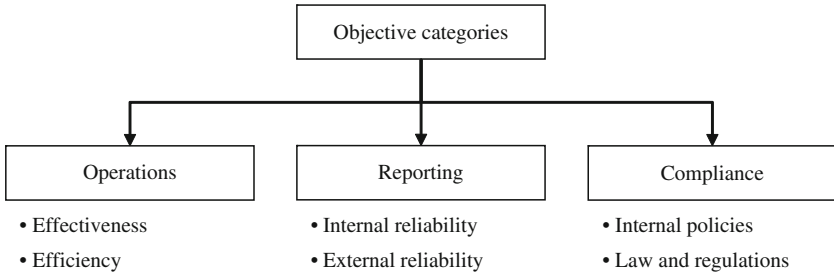 Objective categories
Operations
Reporting
Compliance
• Effectiveness
• Efficiency
• Internal reliability
• External reliability
• Internal policies
• Law and regulations